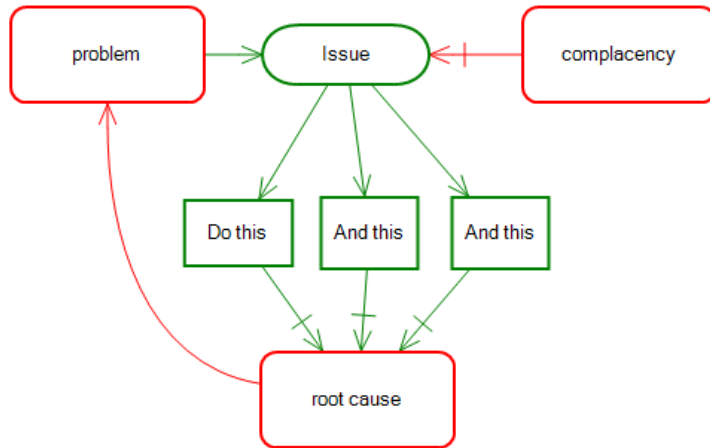 problem
Issue
complacency
Do this
And this
And this
root cause